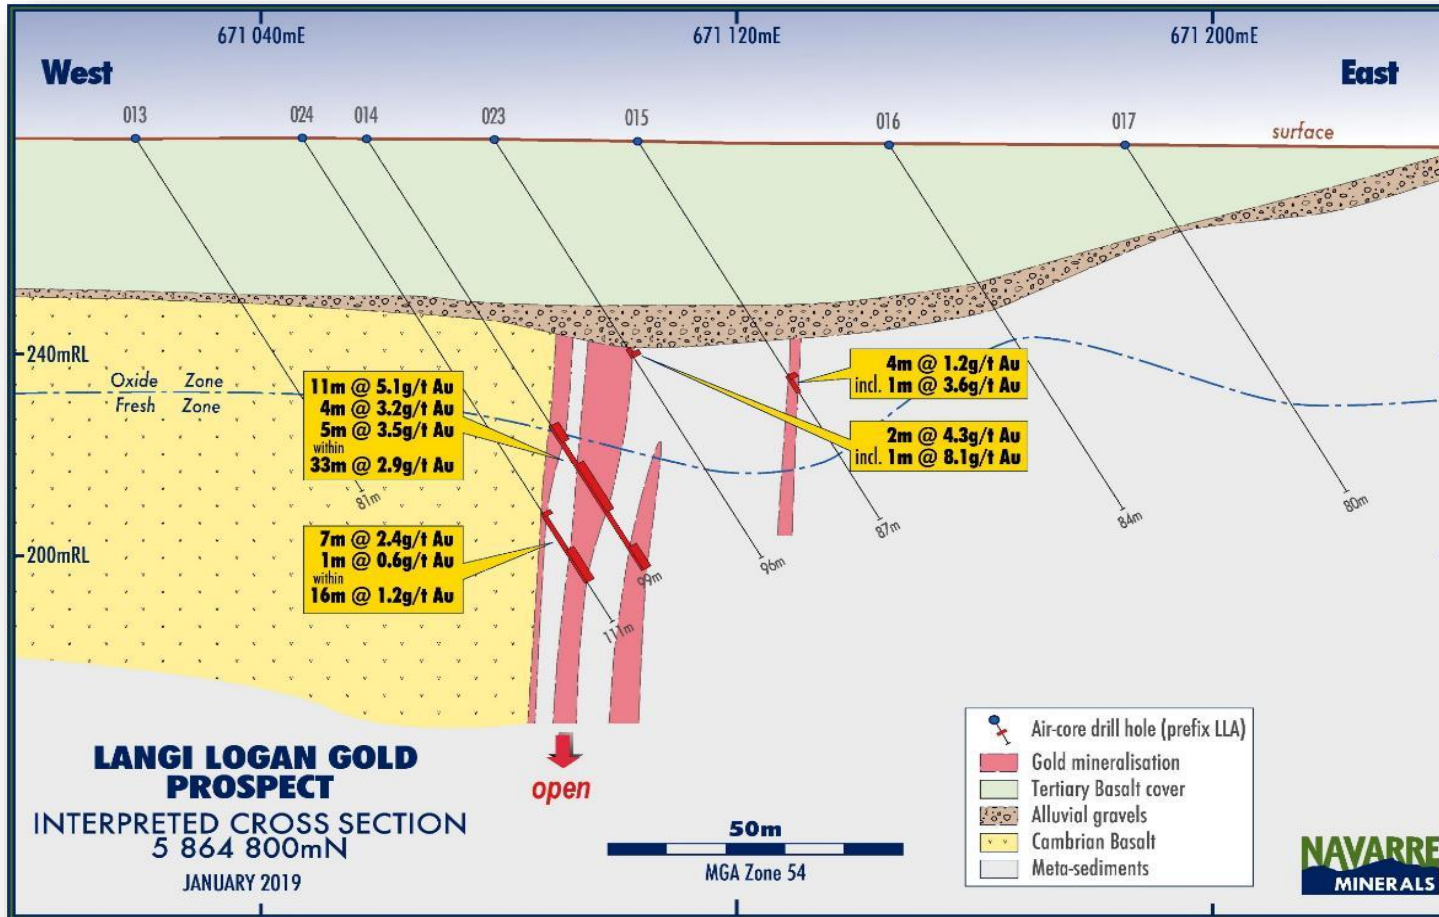 671 040mE
671 120mE
671 200mE
West
East
013
024
014
023
015
016
017
surface
240mRL
Oxide Zone
Fresh Zone
11m @ 5.1g/t Au
4m @ 3.2g/t Au
5m @ 3.5g/t Au
within
33m @ 2.9g/t Au
4m @ 1.2g/t Au
incl. 1m @ 3.6g/t Au
2m @ 4.3g/t Au
incl. 1m @ 8.1g/t Au
81m
87m
84m
80m
200mRL
7m @ 2.4g/t Au
1m @ 0.6g/t Au
within
16m @ 1.2g/t Au
96m
99m
111m
open
LANGI LOGAN GOLD
PROSPECT
INTERPRETED CROSS SECTION
5 864 800mN
JANUARY 2019
50m
MGA Zone 54
Air-core drill hole (prefix LLA)
Gold mineralisation
Tertiary Basalt cover
Alluvial gravels
Cambrian Basalt
Meta-sediments
NAVARRE
MINERALS